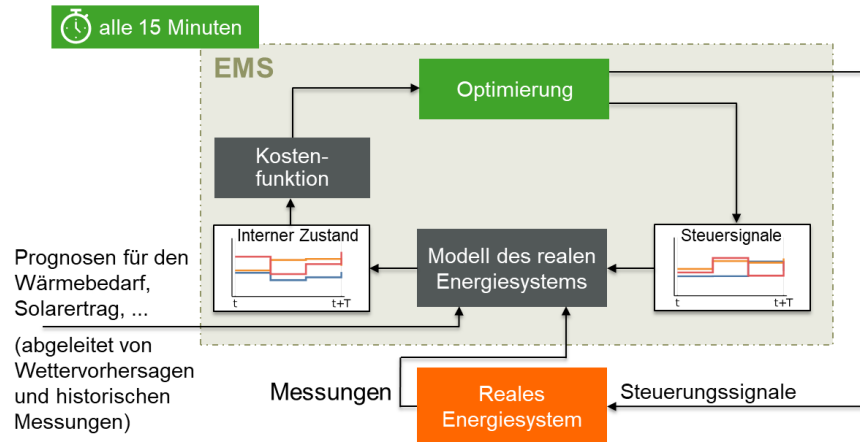 alle 15 Minuten
EMS
Optimierung
Kosten-
funktion
Interner Zustand
t
t+T
Modell des realen
Energiesystems
Steuersignale
t
t+T
Prognosen für den
Wärmebedarf,
Solarertrag, ...
(abgeleitet von
Wettervorhersagen
und historischen
Messungen)
Messungen
Reales
Energiesystem
Steuerungssignale